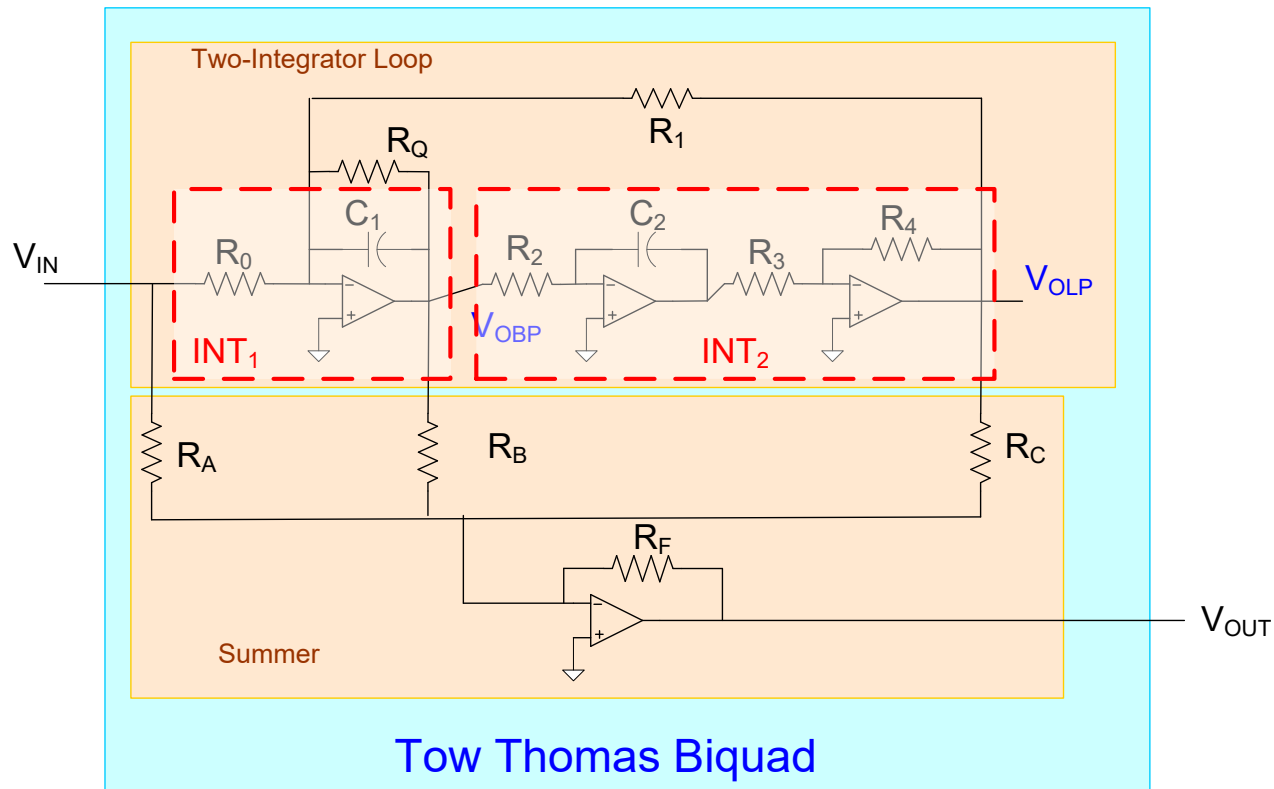 Two-Integrator Loop
R1
RQ
C1
C2
R4
VIN
R0
R2
R3
VOLP
VOBP
INT1
INT2
RA
RB
RC
RF
VOUT
Summer
Tow Thomas Biquad